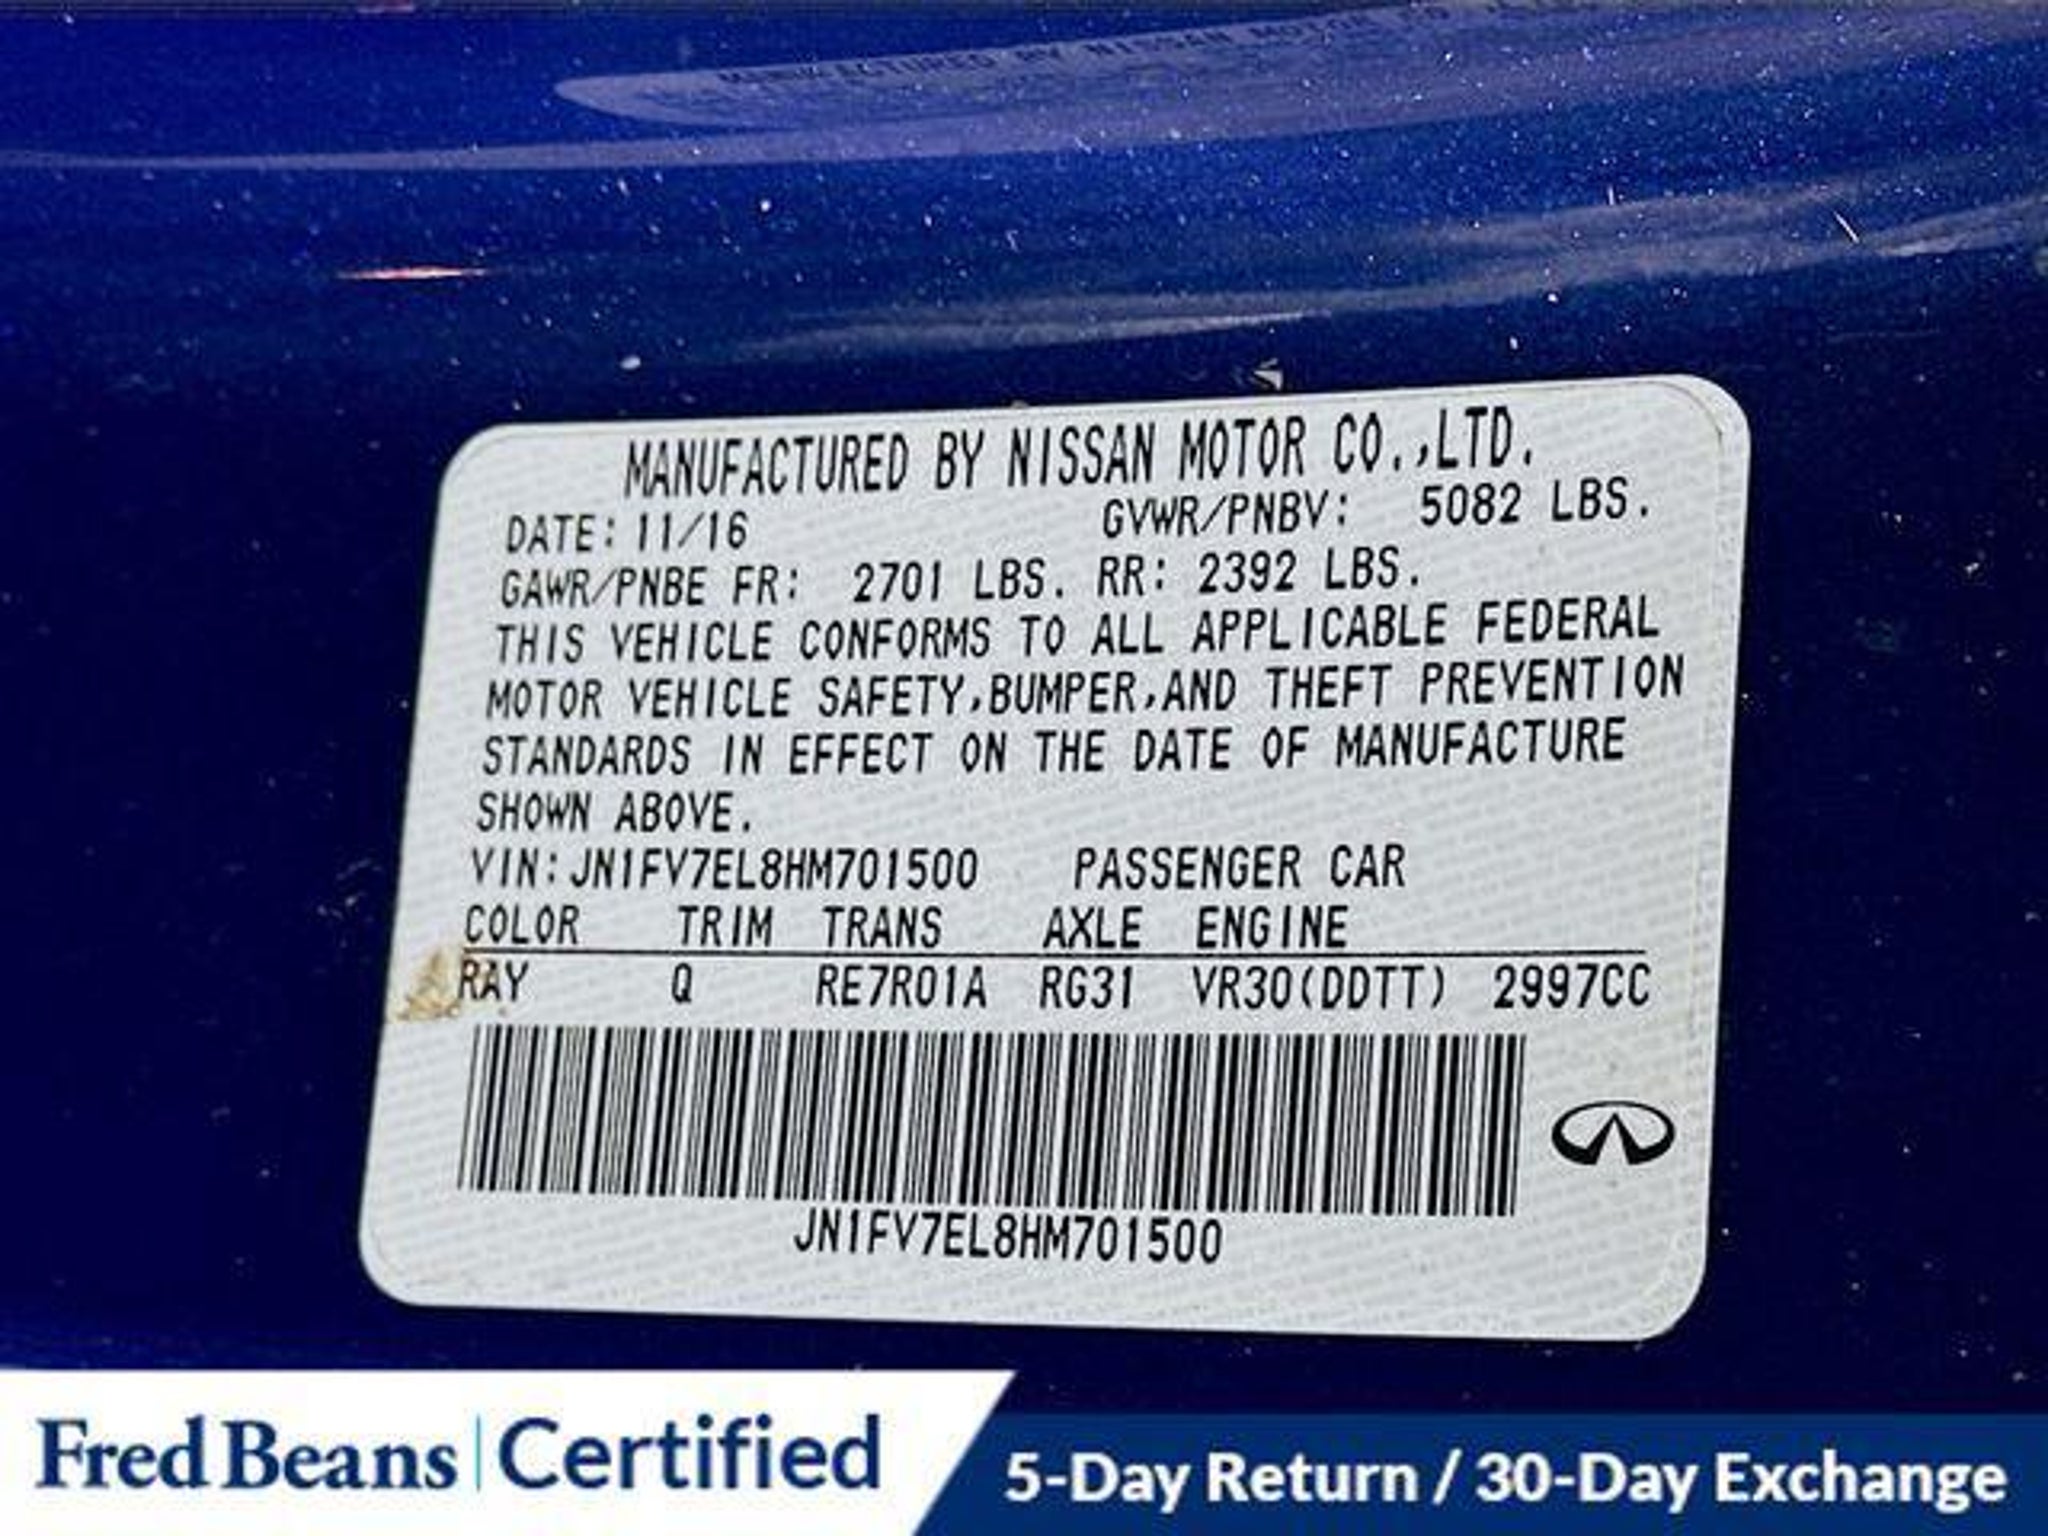 MANUFACTURED BY NISSAN MOTOR CO.,LTD.
DATE: 11/16 GVWR/PNBV: 5082 LBS.
GAWR/PNBE FR: 2701 LBS. RR: 2392 LBS.
THIS VEHICLE CONFORMS TO ALL APPLICABLE FEDERAL
MOTOR VEHICLE SAFETY,BUMPER,AND THEFT PREVENTION
STANDARDS IN EFFECT ON THE DATE OF MANUFACTURE
SHOWN ABOVE.
VIN:JN1FV7EL8HM701500 PASSENGER CAR
COLOR TRIM TRANS AXLE ENGINE
RAY Q RE7R01A RG31 VR30(DDTT) 2997CC
JN1FV7EL8HM701500
Fred Beans | Certified
5-Day Return / 30-Day Exchange